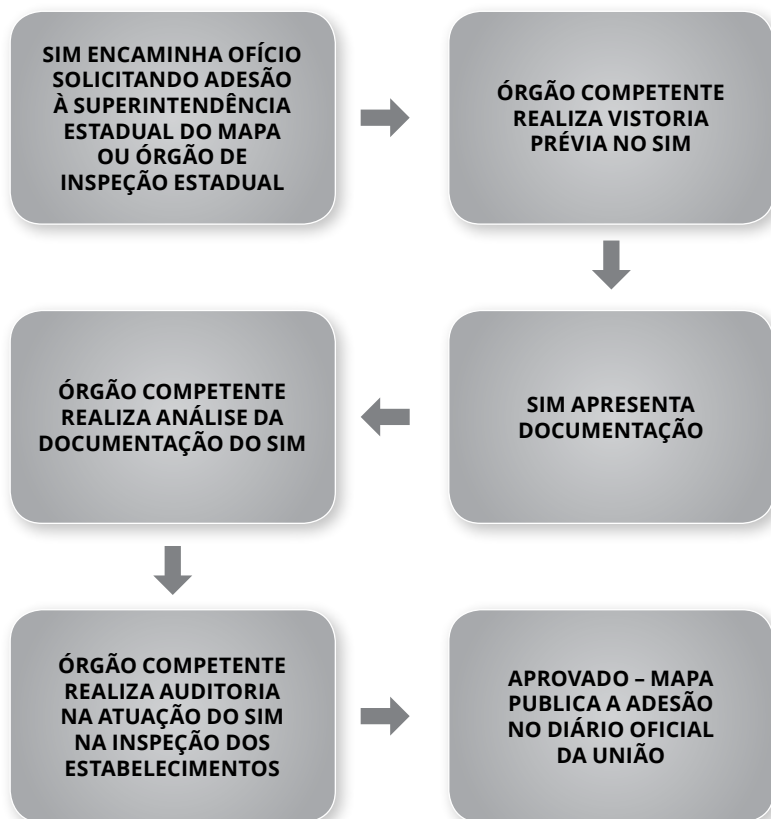 SIM ENCAMINHA OFÍCIO
SOLICITANDO ADESÃO
À SUPERINTENDÊNCIA
ESTADUAL DO MAPA
OU ÓRGÃO DE
INSPEÇÃO ESTADUAL
ÓRGÃO COMPETENTE
REALIZA VISTORIA
PRÉVIA NO SIM
SIM APRESENTA
DOCUMENTAÇÃO
ÓRGÃO COMPETENTE
REALIZA ANÁLISE DA
DOCUMENTAÇÃO DO SIM
ÓRGÃO COMPETENTE
REALIZA AUDITORIA
NA ATUAÇÃO DO SIM
NA INSPEÇÃO DOS
ESTABELECIMENTOS
APROVADO – MAPA
PUBLICA A ADESÃO
NO DIÁRIO OFICIAL
DA UNIÃO